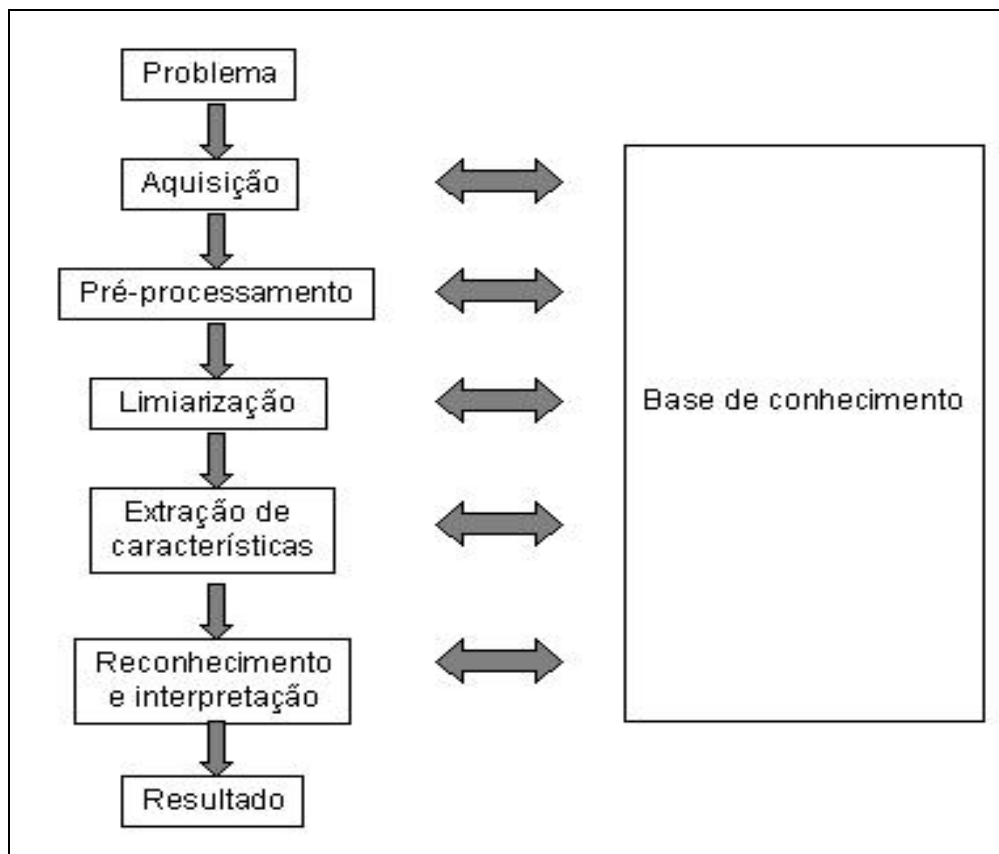 Problema
Aquisição
Pré-processamento
Limiarização
Base de conhecimento
Extração de
características
Reconhecimento
e interpretação
Resultado